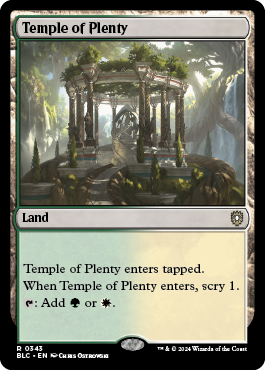 Temple of Plenty
Land
Temple of Plenty enters tapped.
When Temple of Plenty enters, scry 1.
: Add or .
R 0343
BLC • EN Chris Ostrowski
™ & © 2024 Wizards of the Coast